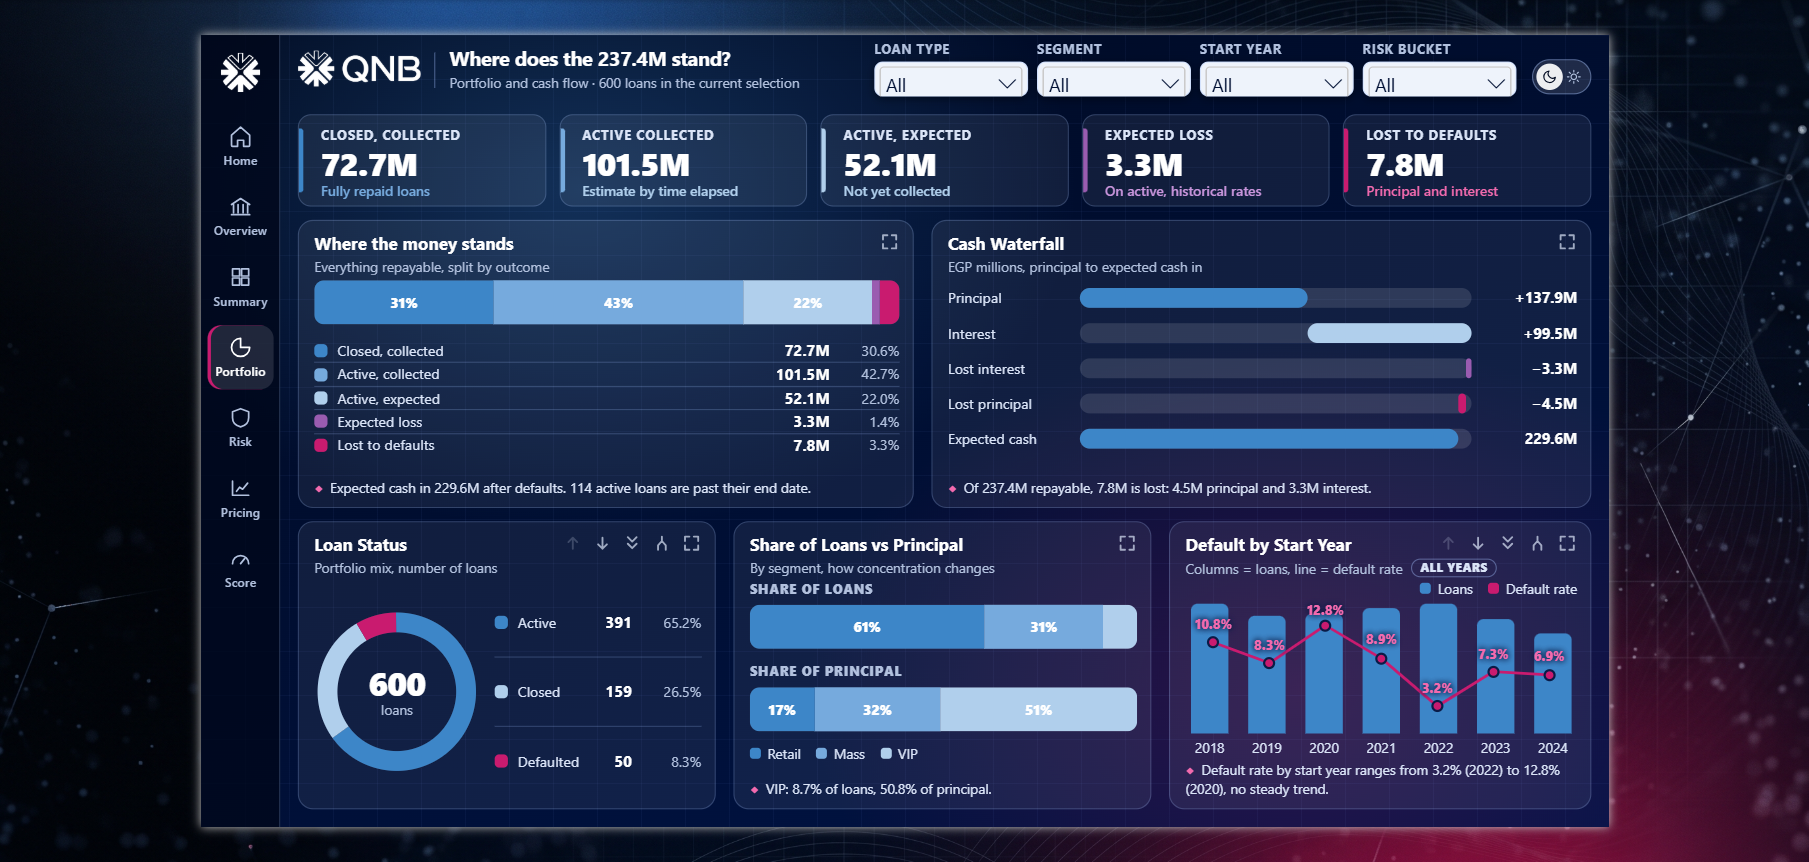 QNB
Where does the 237.4M stand?
Portfolio and cash flow · 600 loans in the current selection
LOAN TYPE
All
SEGMENT
All
START YEAR
All
RISK BUCKET
All
Home
Overview
Summary
Portfolio
Risk
Pricing
Score
CLOSED, COLLECTED
72.7M
Fully repaid loans
ACTIVE COLLECTED
101.5M
Estimate by time elapsed
ACTIVE, EXPECTED
52.1M
Not yet collected
EXPECTED LOSS
3.3M
On active, historical rates
LOST TO DEFAULTS
7.8M
Principal and interest
Where the money stands
Everything repayable, split by outcome
31% 43% 22%
Closed, collected 72.7M 30.6%
Active, collected 101.5M 42.7%
Active, expected 52.1M 22.0%
Expected loss 3.3M 1.4%
Lost to defaults 7.8M 3.3%
Expected cash in 229.6M after defaults. 114 active loans are past their end date.
Cash Waterfall
EGP millions, principal to expected cash in
Principal +137.9M
Interest +99.5M
Lost interest −3.3M
Lost principal −4.5M
Expected cash 229.6M
Of 237.4M repayable, 7.8M is lost: 4.5M principal and 3.3M interest.
Loan Status
Portfolio mix, number of loans
600
loans
Active 391 65.2%
Closed 159 26.5%
Defaulted 50 8.3%
Share of Loans vs Principal
By segment, how concentration changes
SHARE OF LOANS
61% 31%
SHARE OF PRINCIPAL
17% 32% 51%
Retail Mass VIP
VIP: 8.7% of loans, 50.8% of principal.
Default by Start Year
Columns = loans, line = default rate ALL YEARS
Loans Default rate
10.8% 8.3% 12.8% 8.9% 3.2% 7.3% 6.9%
2018 2019 2020 2021 2022 2023 2024
Default rate by start year ranges from 3.2% (2022) to 12.8%
(2020), no steady trend.